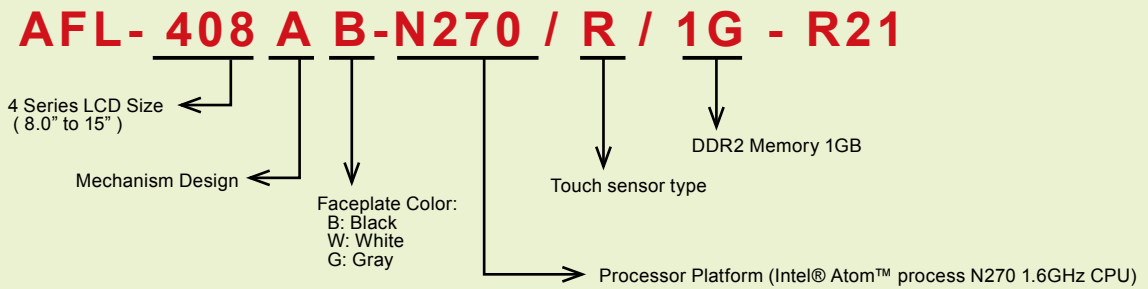 AFL- 408 A B-N270 / R / 1G - R21
4 Series LCD Size
( 8.0” to 15” )
DDR2 Memory 1GB
Mechanism Design
Touch sensor type
Faceplate Color:
B: Black
W: White
G: Gray
Processor Platform (Intel® Atom™ process N270 1.6GHz CPU)